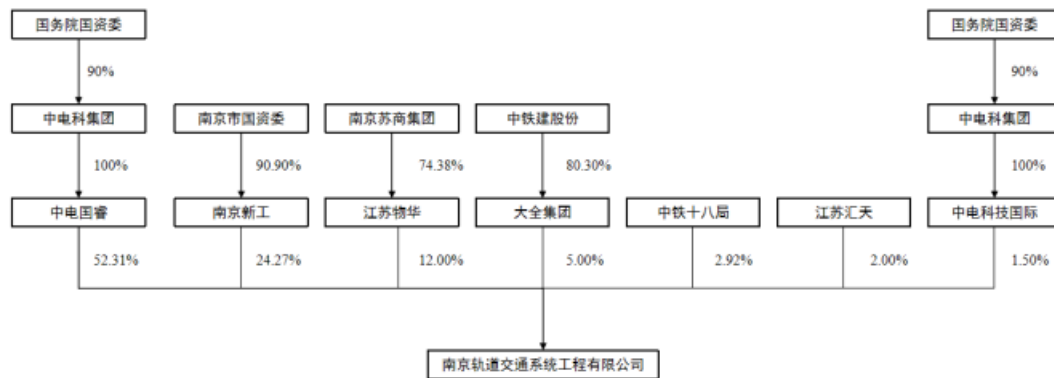 国务院国资委 国务院国资委
90% 90%
中电科集团 南京市国资委 南京苏商集团 中铁建股份 中电科集团
100% 90.90% 74.38% 80.30% 100%
中电国睿 南京新工 江苏物华 大全集团 中铁十八局 江苏汇天 中电科技国际
52.31% 24.27% 12.00% 5.00% 2.92% 2.00% 1.50%
南京轨道交通系统工程有限公司